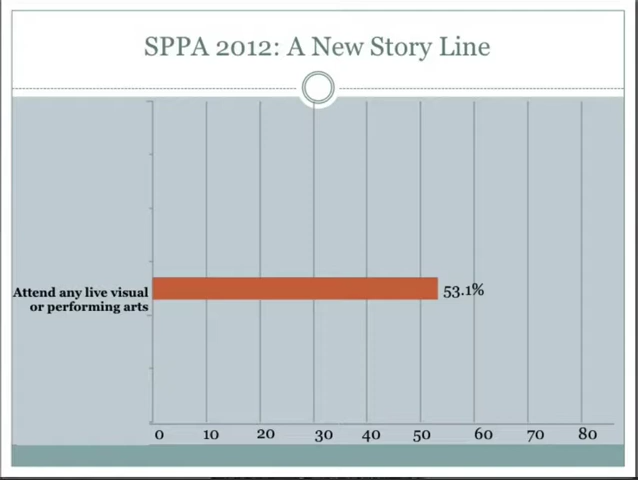 SPPA 2012: A New Story Line
Attend any live visual
or performing arts
53.1%
0 10 20 30 40 50 60 70 80